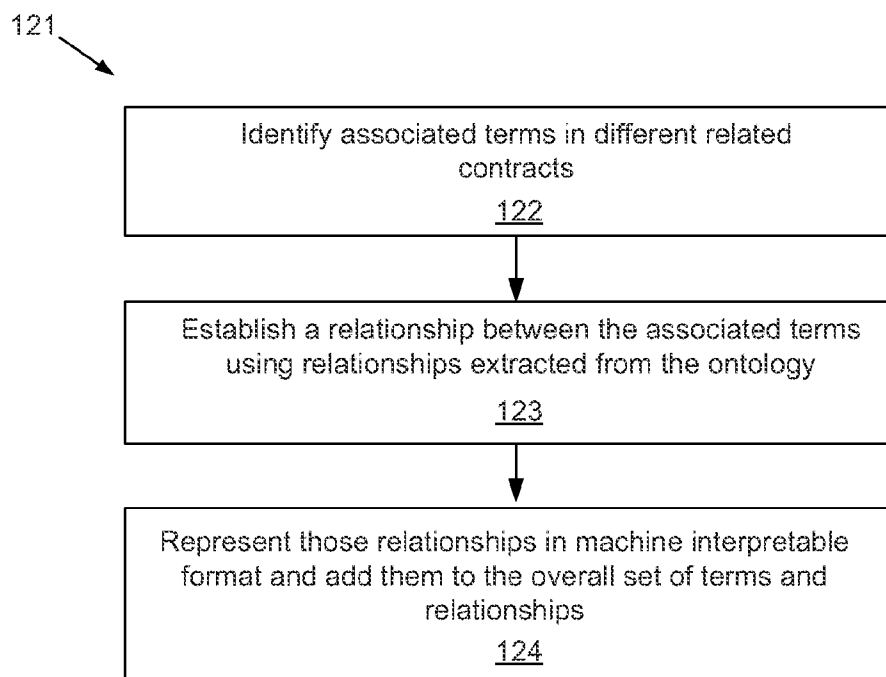 121
Identify associated terms in different related
contracts
122
Establish a relationship between the associated terms
using relationships extracted from the ontology
123
Represent those relationships in machine interpretable
format and add them to the overall set of terms and
relationships
124